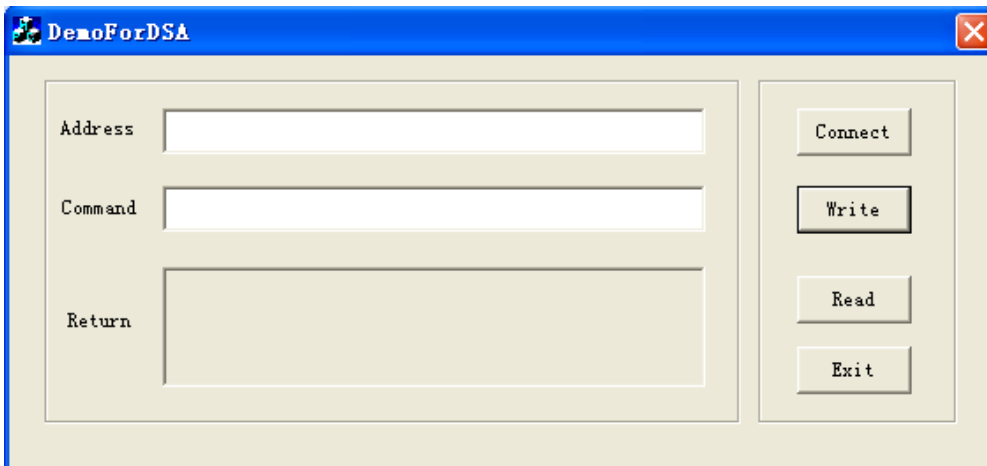 DemoForDSA
Address
Connect
Command
Write
Return
Read
Exit